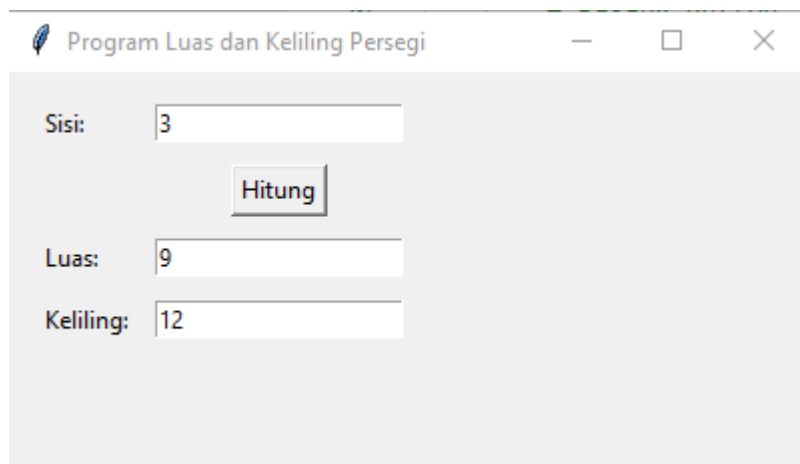 Program Luas dan Keliling Persegi
Sisi: 3
Hitung
Luas: 9
Keliling: 12